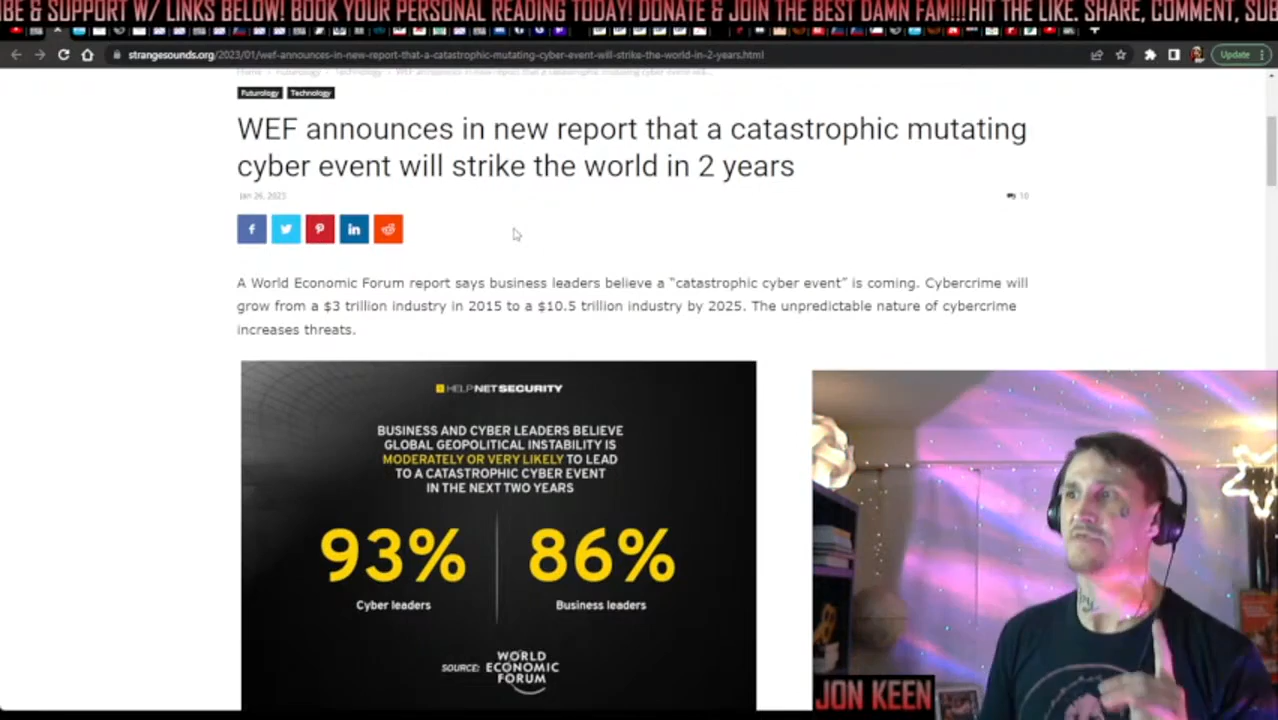 BE & SUPPORT W/ LINKS BELOW! BOOK YOUR PERSONAL READING TODAY! DONATE & JOIN THE BEST DAMN FAM!!!HIT THE LIKE. SHARE, COMMENT, SUB
strangesounds.org/2023/01/wef-announces-in-new-report-that-a-catastrophic-mutating-cyber-event-will-strike-the-world-in-2-years.html
Update
Futurology Technology
WEF announces in new report that a catastrophic mutating
cyber event will strike the world in 2 years
Jan 26, 2023
10
A World Economic Forum report says business leaders believe a “catastrophic cyber event” is coming. Cybercrime will
grow from a $3 trillion industry in 2015 to a $10.5 trillion industry by 2025. The unpredictable nature of cybercrime
increases threats.
HELPNETSECURITY
BUSINESS AND CYBER LEADERS BELIEVE
GLOBAL GEOPOLITICAL INSTABILITY IS
MODERATELY OR VERY LIKELY TO LEAD
TO A CATASTROPHIC CYBER EVENT
IN THE NEXT TWO YEARS
93% 86%
Cyber leaders Business leaders
SOURCE: WORLD
ECONOMIC
FORUM
JON KEEN